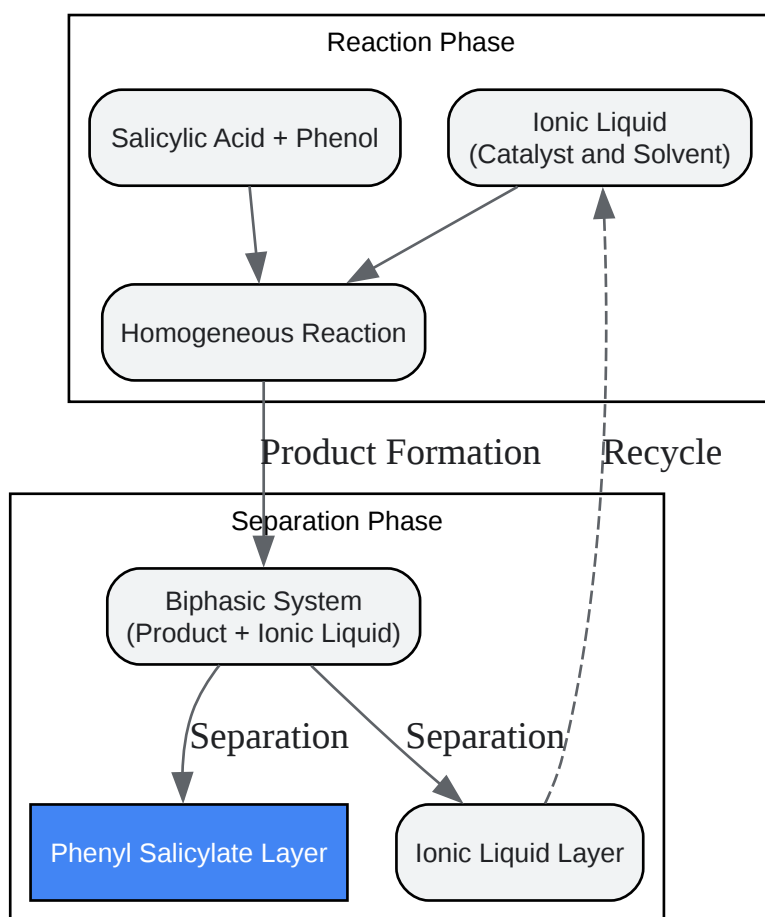 Reaction Phase
Salicylic Acid + Phenol
Ionic Liquid
(Catalyst and Solvent)
Homogeneous Reaction
Product Formation
Recycle
Separation Phase
Biphasic System
(Product + Ionic Liquid)
Separation
Separation
Phenyl Salicylate Layer
Ionic Liquid Layer